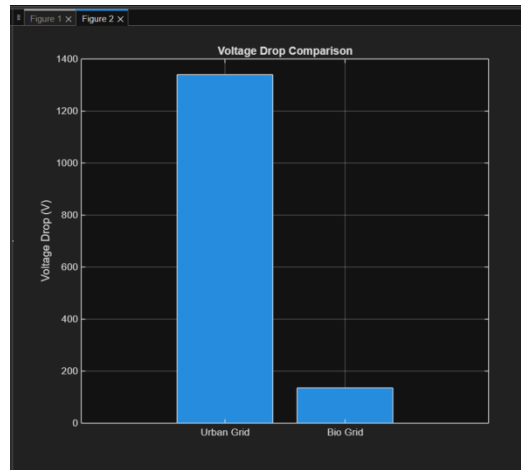 Figure 1 × Figure 2 ×
Voltage Drop Comparison
1400
1200
1000
800
600
400
200
0
Voltage Drop (V)
Urban Grid Bio Grid